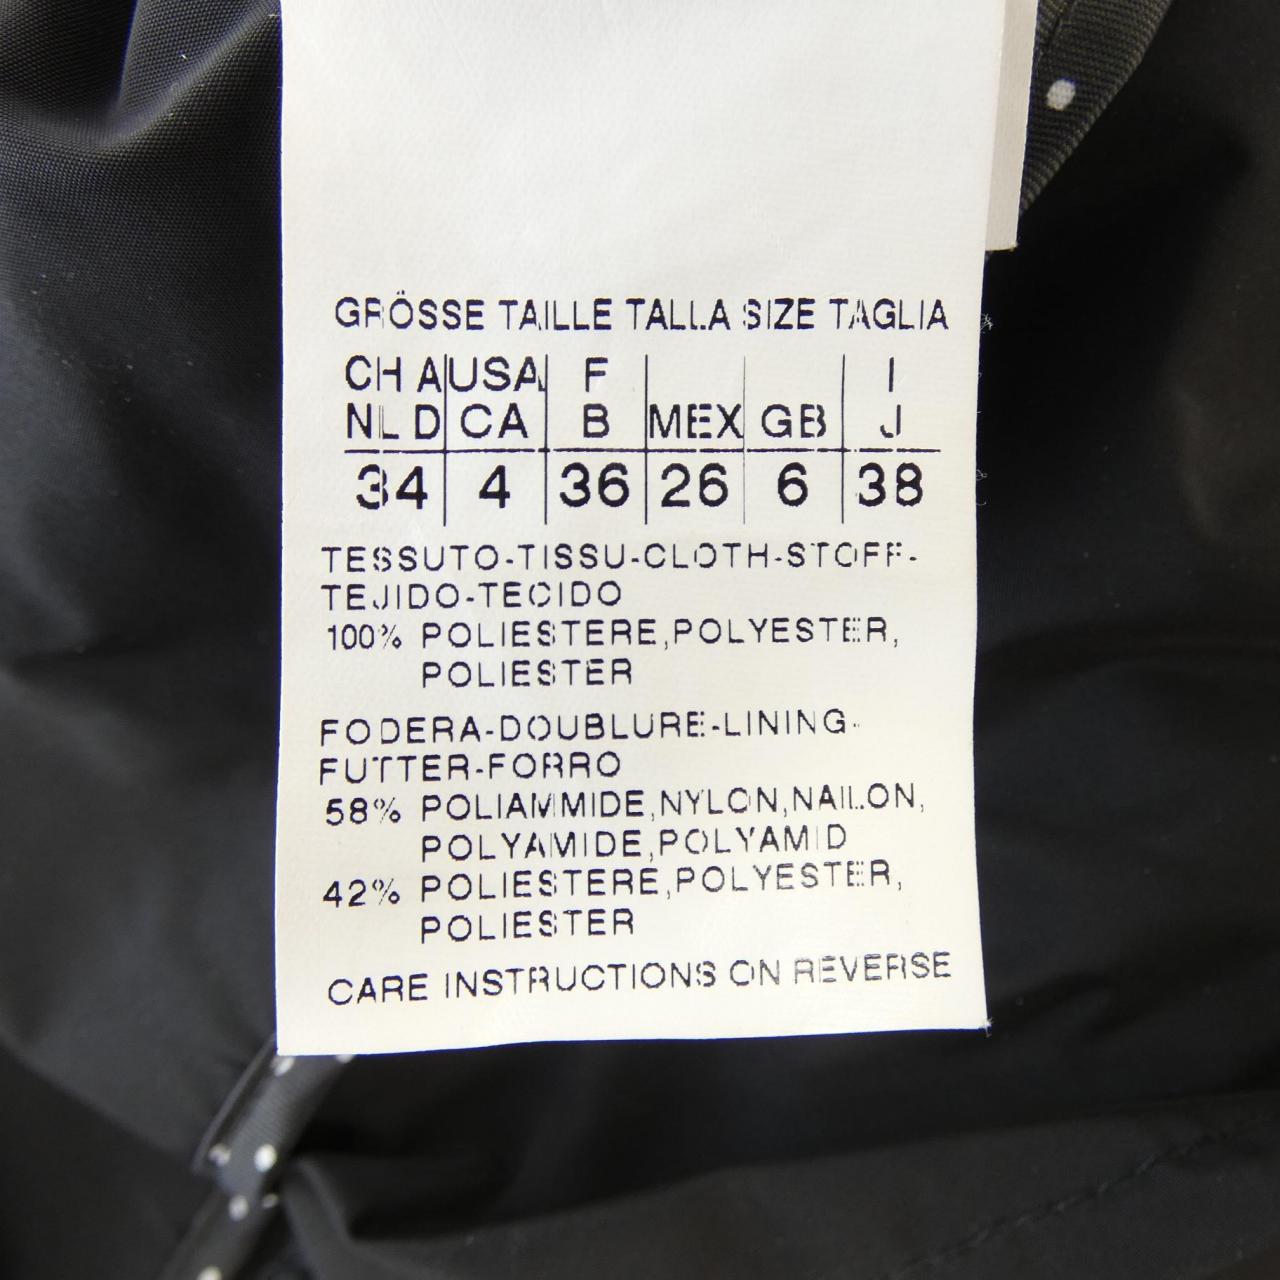 GRÖSSE TAILLE TALLA SIZE TAGLIA
CH A USA F I
NL D CA B MEX GB J
34 4 36 26 6 38
TESSUTO-TISSU-CLOTH-STOFF-
TEJIDO-TECIDO
100% POLIESTERE,POLYESTER,
POLIESTER
FODERA-DOUBLURE-LINING-
FUTTER-FORRO
58% POLIAMMIDE,NYLON,NAILON,
POLYAMIDE,POLYAMID
42% POLIESTERE,POLYESTER,
POLIESTER
CARE INSTRUCTIONS ON REVERSE